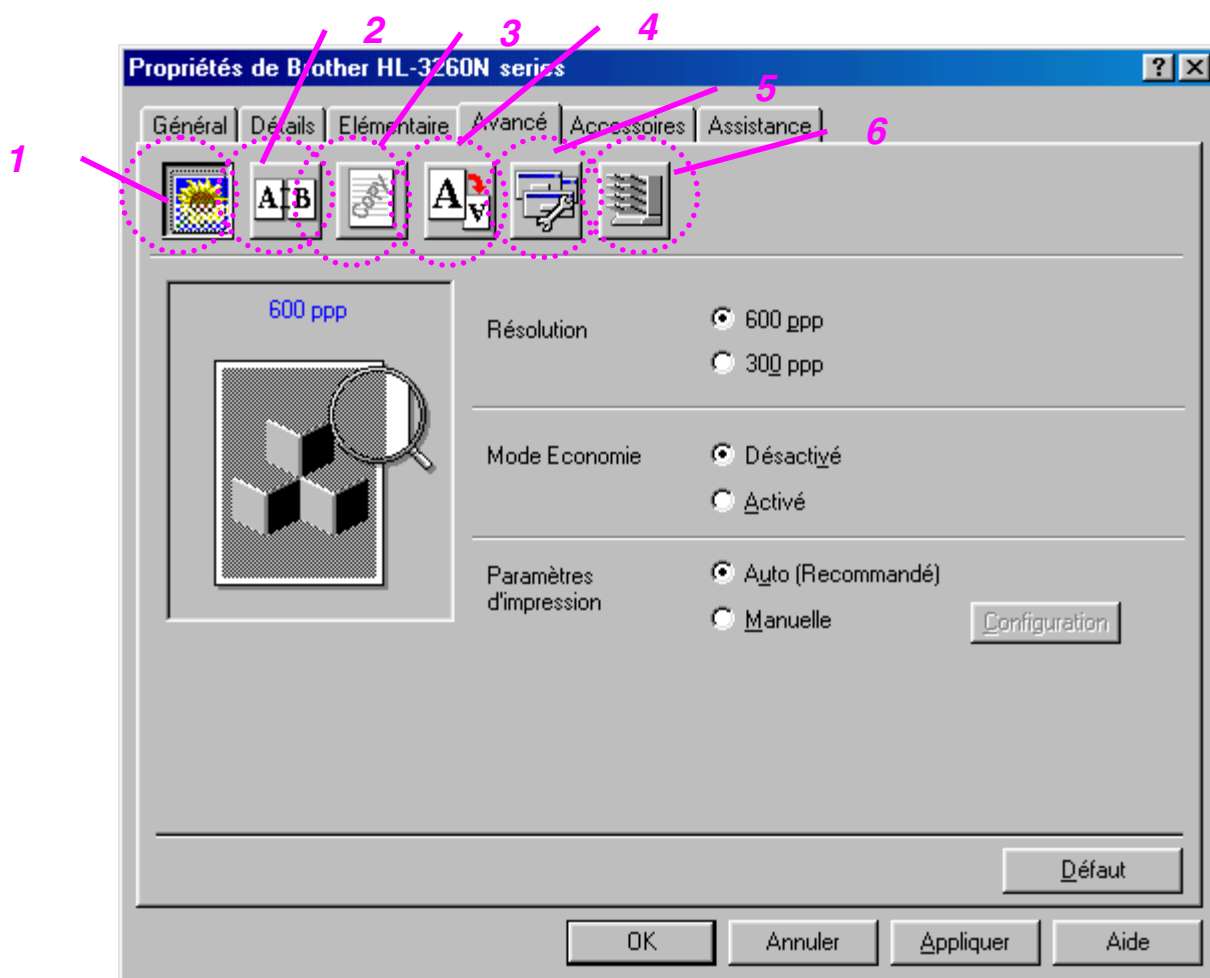 2 3 4
Propriétés de Brother HL-3260N series
5
Général Détails Elémentaire Avancé Accessoires Assistance
6
1
A B COPY A A
600 ppp
Résolution
600 ppp
300 ppp
Mode Economie
Désactivé
Activé
Paramètres
d'impression
Auto (Recommandé)
Manuelle
Configuration
Défaut
OK Annuler Appliquer Aide